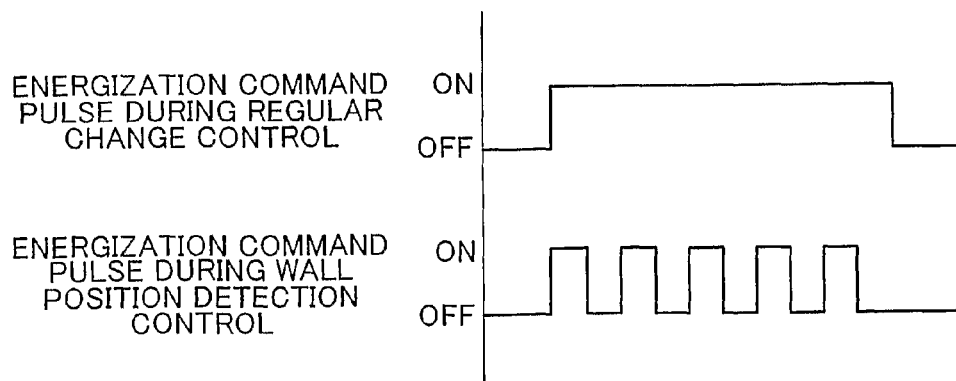 ENERGIZATION COMMAND
PULSE DURING REGULAR
CHANGE CONTROL
ON
OFF
ENERGIZATION COMMAND
PULSE DURING WALL
POSITION DETECTION
CONTROL
ON
OFF